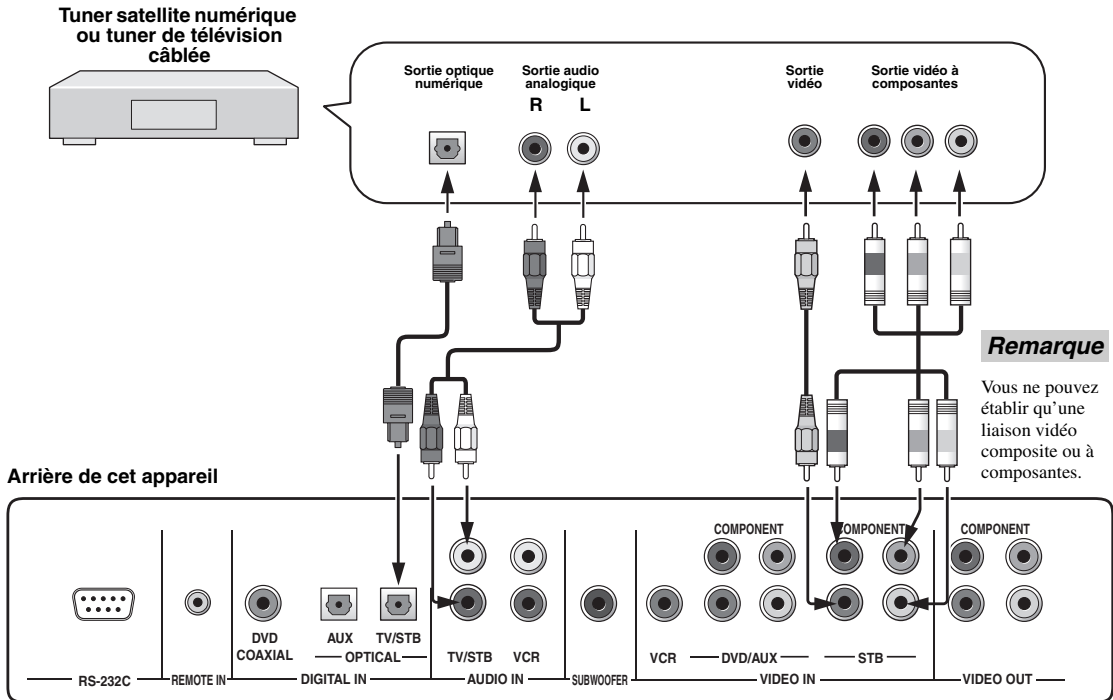 Tuner satellite numérique
ou tuner de télévision
câblée
Sortie optique
numérique
Sortie audio
analogique
R L
Sortie
vidéo
Sortie vidéo à
composantes
Remarque
Vous ne pouvez
établir qu'une
liaison vidéo
composite ou à
composantes.
Arrière de cet appareil
COMPONENT COMPONENT COMPONENT
DVD
COAXIAL
AUX TV/STB
OPTICAL
TV/STB VCR
VCR DVD/AUX STB
RS-232C REMOTE IN DIGITAL IN AUDIO IN SUBWOOFER VIDEO IN VIDEO OUT